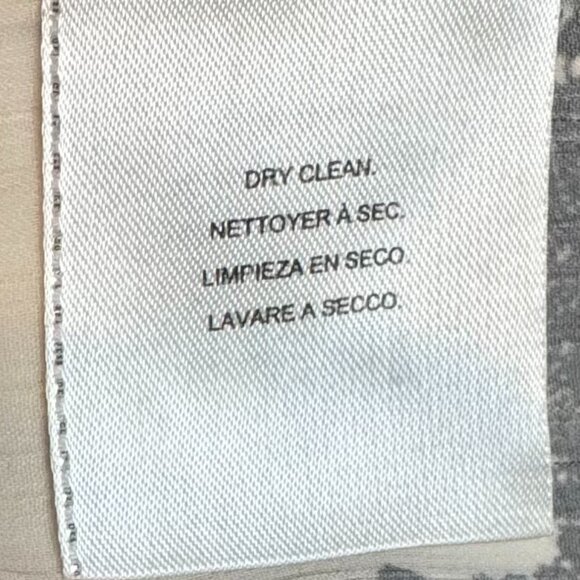 DRY CLEAN.
NETTOYER À SEC.
LIMPIEZA EN SECO.
LAVARE A SECCO.